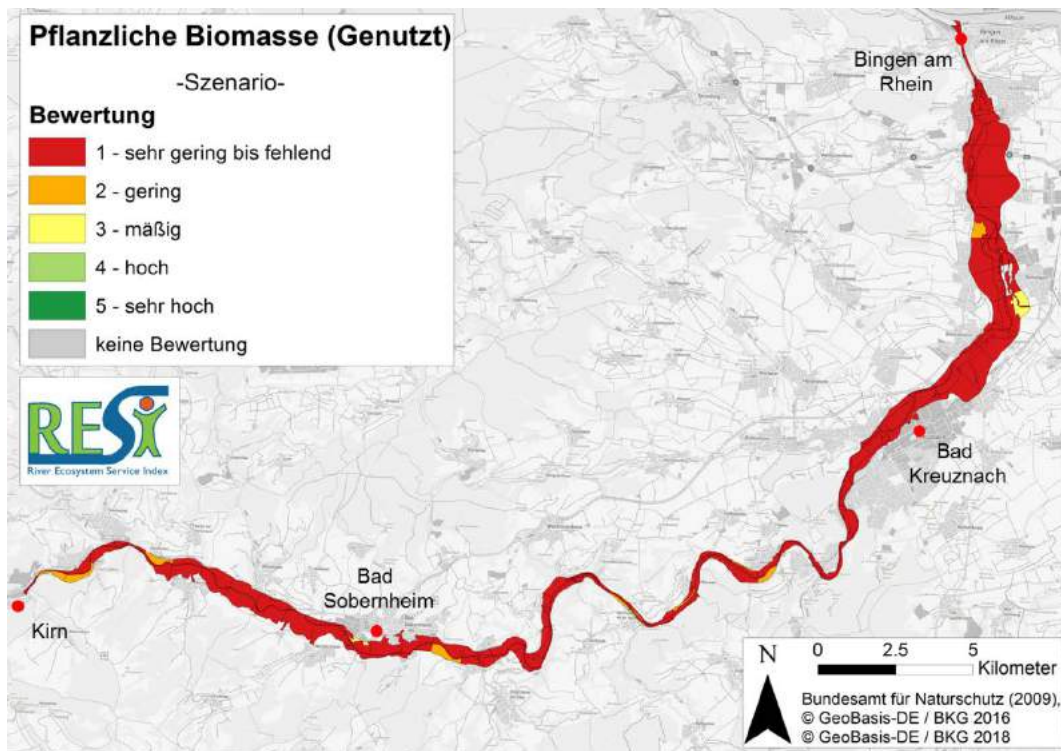 Pflanzliche Biomasse (Genutzt)
-Szenario-
Bewertung
1 - sehr gering bis fehlend
2 - gering
3 - mäßig
4 - hoch
5 - sehr hoch
keine Bewertung
RESI
River Ecosystem Service Index
Bingen am
Rhein
Bad
Kreuznach
Bad
Sobernheim
Kirn
N
0 2.5 5
Kilometer
Bundesamt für Naturschutz (2009),
© GeoBasis-DE / BKG 2016
© GeoBasis-DE / BKG 2018